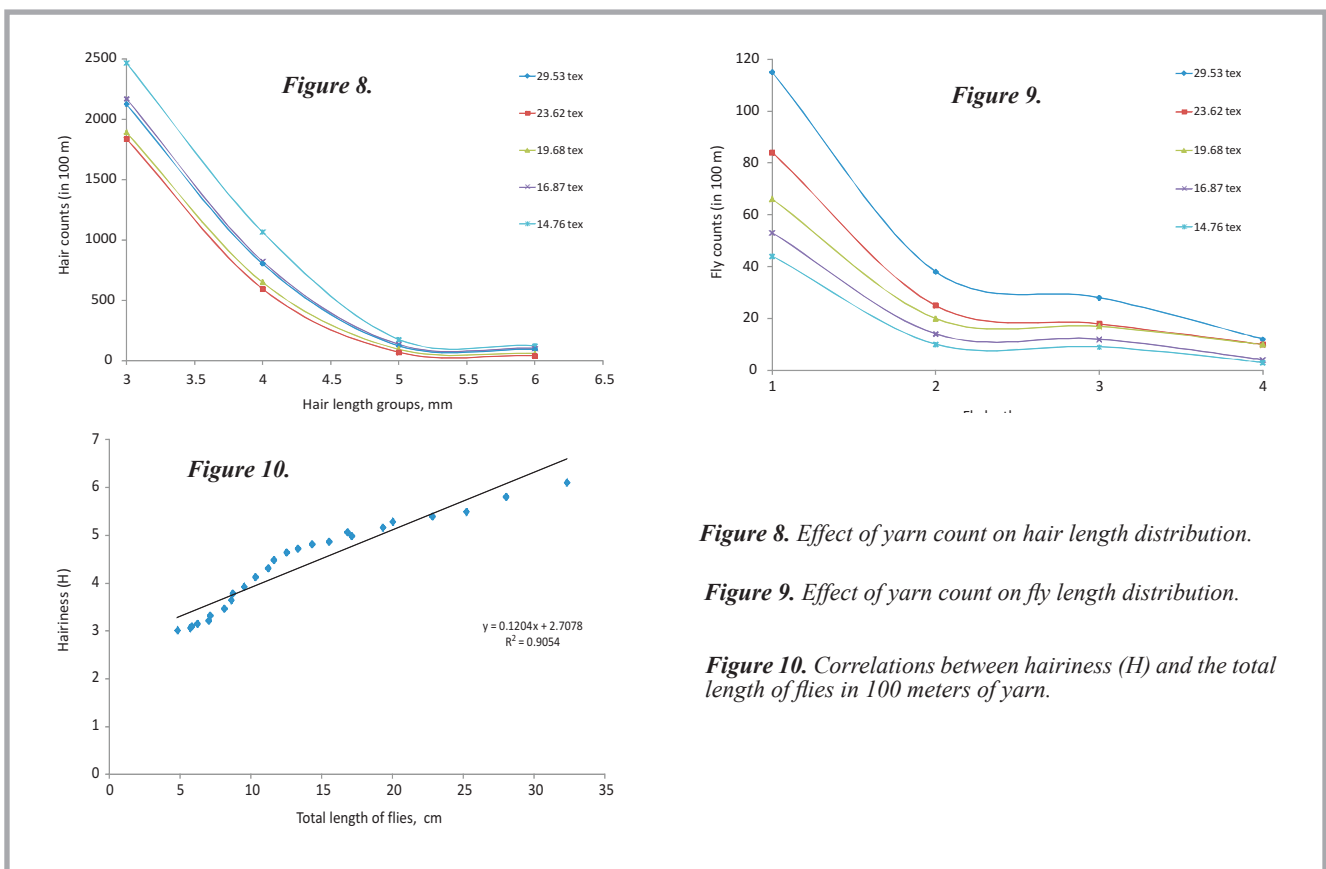 Figure 8.
2500
2000
1500
1000
500
0
3
3.5
4
4.5
5
5.5
6
6.5
Hair counts (in 100 m)
Hair length groups, mm
29.53 tex
23.62 tex
19.68 tex
16.87 tex
14.76 tex
Figure 9.
120
100
80
60
40
20
0
1
2
3
4
Fly counts (in 100 m)
29.53 tex
23.62 tex
19.68 tex
16.87 tex
14.76 tex
Figure 10.
7
6
5
4
3
2
1
0
0
5
10
15
20
25
30
35
Hairiness (H)
Total length of flies, cm
y = 0.1204x + 2.7078
R² = 0.9054
Figure 8. Effect of yarn count on hair length distribution.
Figure 9. Effect of yarn count on fly length distribution.
Figure 10. Correlations between hairiness (H) and the total
length of flies in 100 meters of yarn.